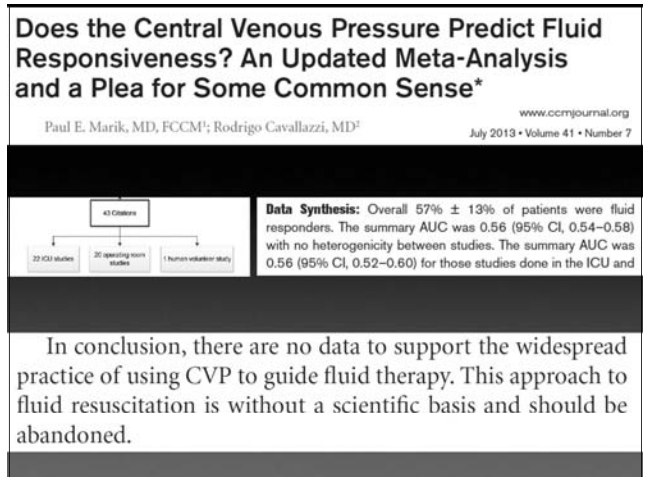 Does the Central Venous Pressure Predict Fluid
Responsiveness? An Updated Meta-Analysis
and a Plea for Some Common Sense*
www.ccmjournal.org
Paul E. Marik, MD, FCCM¹; Rodrigo Cavallazzi, MD²
July 2013 • Volume 41 • Number 7
43 Citations
22 ICU studies
20 operating room
studies
1 human volunteer study
Data Synthesis: Overall 57% ± 13% of patients were fluid
responders. The summary AUC was 0.56 (95% CI, 0.54–0.58)
with no heterogenicity between studies. The summary AUC was
0.56 (95% CI, 0.52–0.60) for those studies done in the ICU and
In conclusion, there are no data to support the widespread
practice of using CVP to guide fluid therapy. This approach to
fluid resuscitation is without a scientific basis and should be
abandoned.